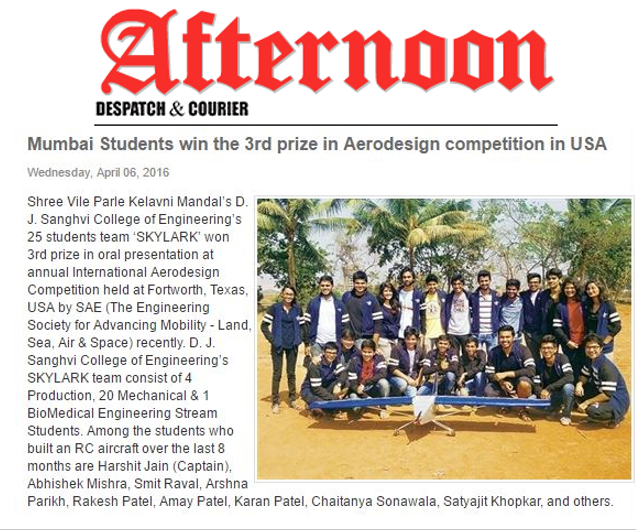 Afternoon
DESPATCH & COURIER
Mumbai Students win the 3rd prize in Aerodesign competition in USA
Wednesday, April 06, 2016
Shree Vile Parle Kelavni Mandal's D.
J. Sanghvi College of Engineering's
25 students team 'SKYLARK' won
3rd prize in oral presentation at
annual International Aerodesign
Competition held at Fortworth, Texas,
USA by SAE (The Engineering
Society for Advancing Mobility - Land,
Sea, Air & Space) recently. D. J.
Sanghvi College of Engineering's
SKYLARK team consist of 4
Production, 20 Mechanical & 1
BioMedical Engineering Stream
Students. Among the students who
built an RC aircraft over the last 8
months are Harshit Jain (Captain),
Abhishek Mishra, Smit Raval, Arshna
Parikh, Rakesh Patel, Amay Patel, Karan Patel, Chaitanya Sonawala, Satyajit Khopkar, and others.